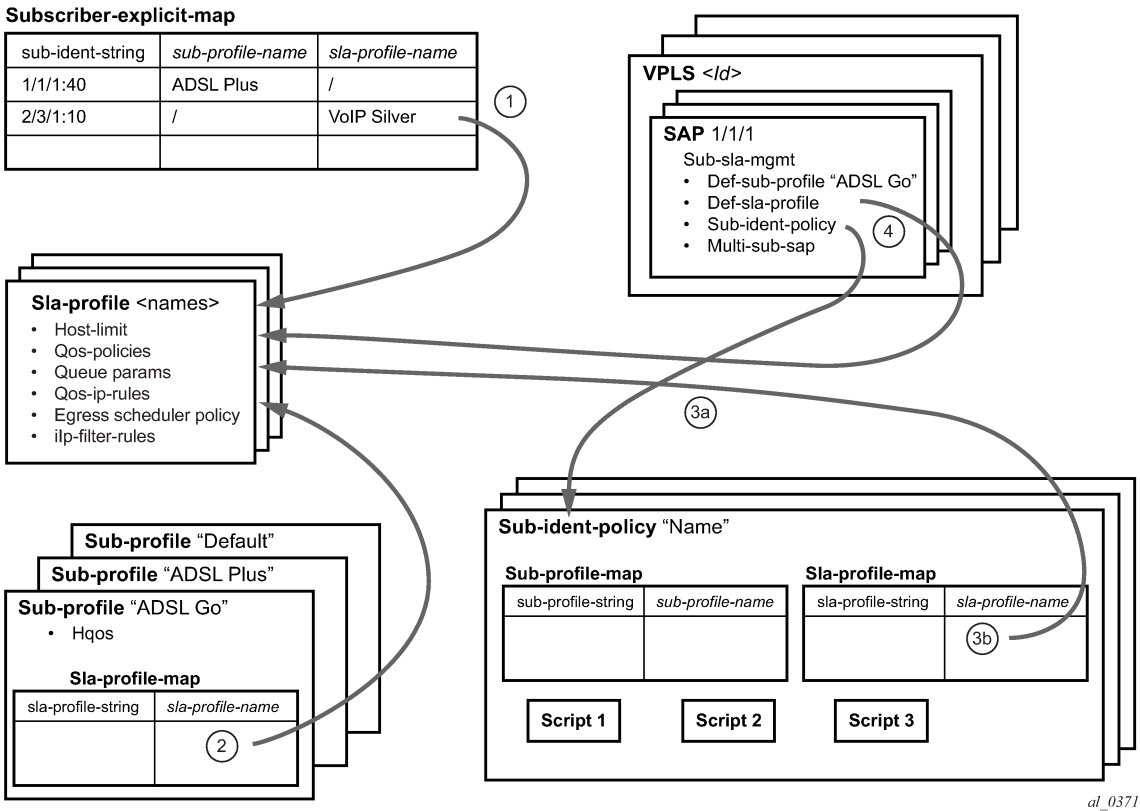 Subscriber-explicit-map
sub-ident-string sub-profile-name sla-profile-name
1/1/1:40 ADSL Plus /
2/3/1:10 / VoIP Silver
1
VPLS <Id>
SAP 1/1/1
Sub-sla-mgmt
• Def-sub-profile “ADSL Go”
• Def-sla-profile
• Sub-ident-policy
• Multi-sub-sap
4
Sla-profile <names>
• Host-limit
• Qos-policies
• Queue params
• Qos-ip-rules
• Egress scheduler policy
• iIp-filter-rules
3a
Sub-profile “Default”
Sub-profile “ADSL Plus”
Sub-profile “ADSL Go”
• Hqos
Sla-profile-map
sla-profile-string sla-profile-name
2
Sub-ident-policy “Name”
Sub-profile-map
sub-profile-string sub-profile-name
Sla-profile-map
sla-profile-string sla-profile-name
3b
Script 1
Script 2
Script 3
al_0371